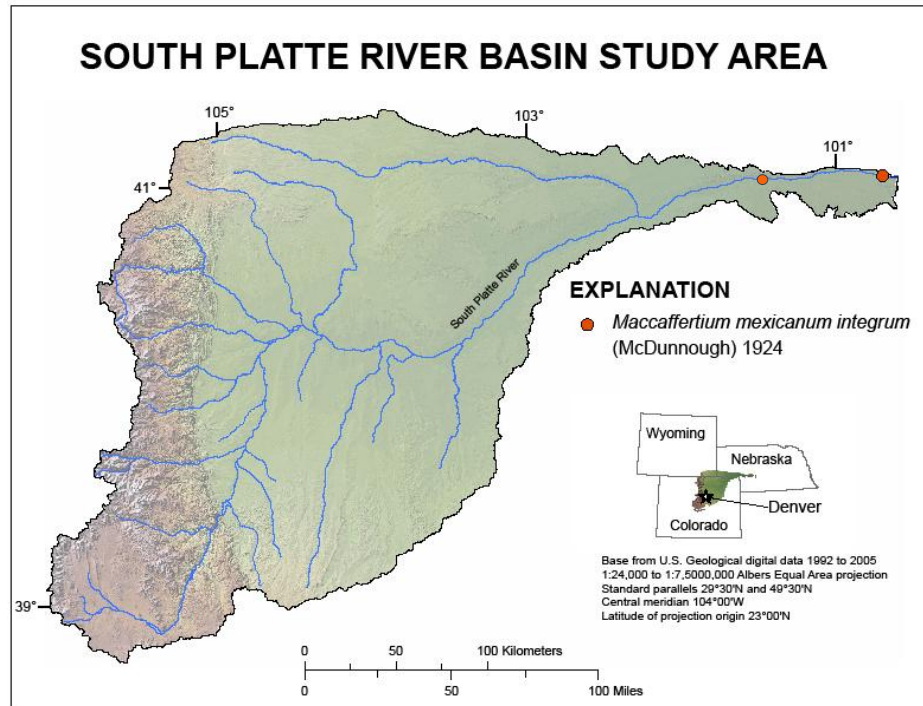 SOUTH PLATTE RIVER BASIN STUDY AREA
105°
103°
101°
41°
South Platte River
EXPLANATION
Maccaffertium mexicanum integrum
(McDunnough) 1924
Wyoming
Nebraska
Denver
Colorado
Base from U.S. Geological digital data 1992 to 2005
1:24,000 to 1:7,5000,000 Albers Equal Area projection
Standard parallels 29°30'N and 49°30'N
Central meridian 104°00'W
Latitude of projection origin 23°00'N
39°
0 50 100 Kilometers
0 50 100 Miles